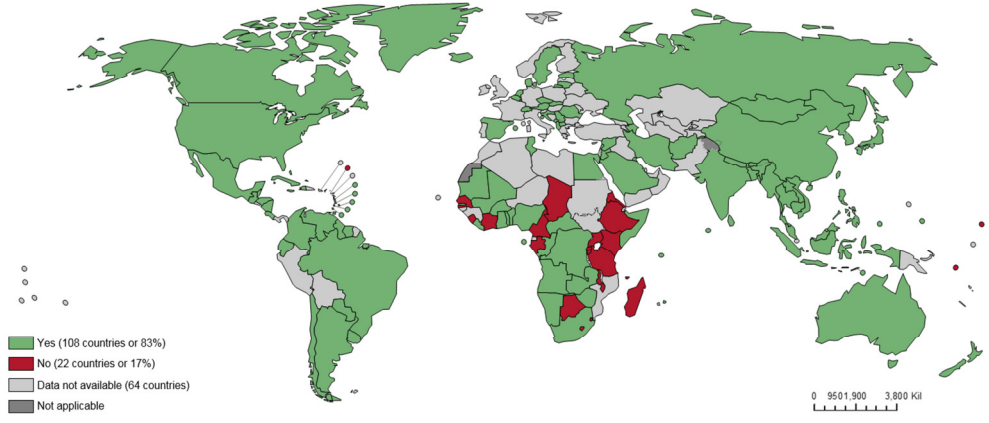 Yes (108 countries or 83%)
No (22 countries or 17%)
Data not available (64 countries)
Not applicable
0 9501,900 3,800 Kil